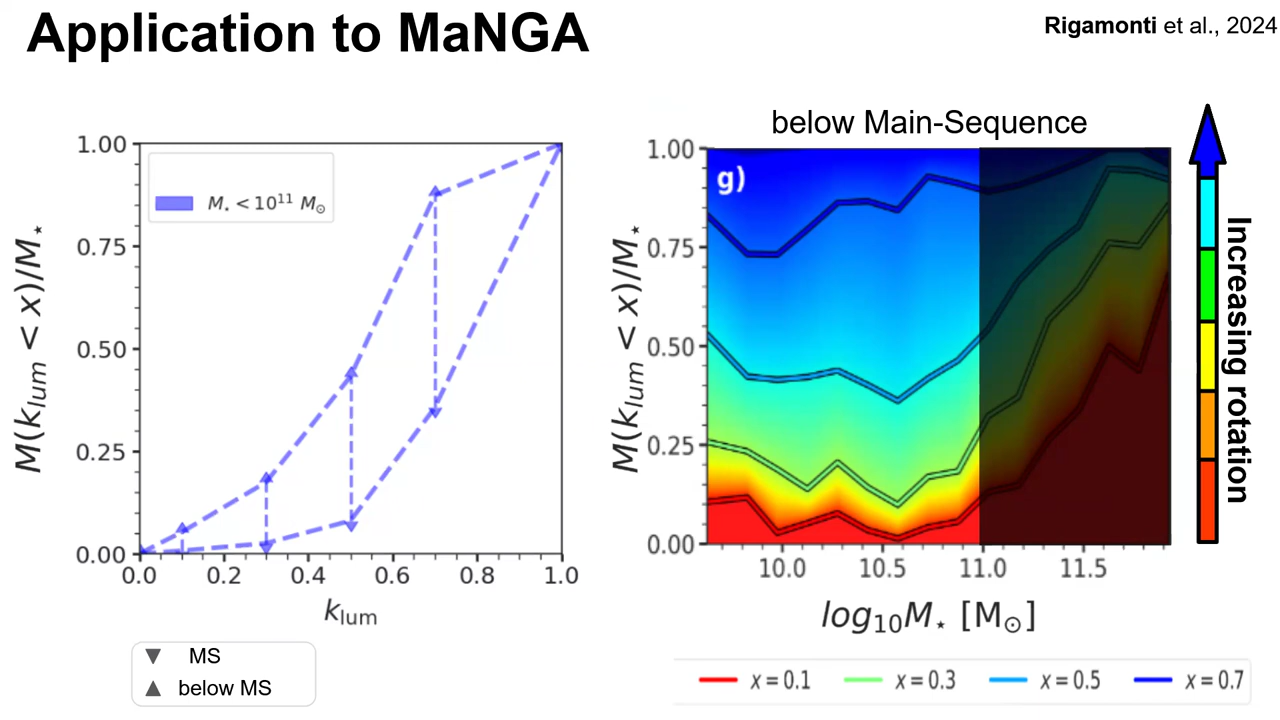 Application to MaNGA
Rigamonti et al., 2024
1.00
0.75
0.50
0.25
0.00
M(k_lum < x)/M⋆
M⋆ < 10¹¹ M⊙
0.0 0.2 0.4 0.6 0.8 1.0
k_lum
MS
below MS
below Main-Sequence
g)
1.00
0.75
0.50
0.25
0.00
M(k_lum < x)/M⋆
10.0 10.5 11.0 11.5
log₁₀M⋆ [M⊙]
Increasing rotation
x = 0.1 x = 0.3 x = 0.5 x = 0.7